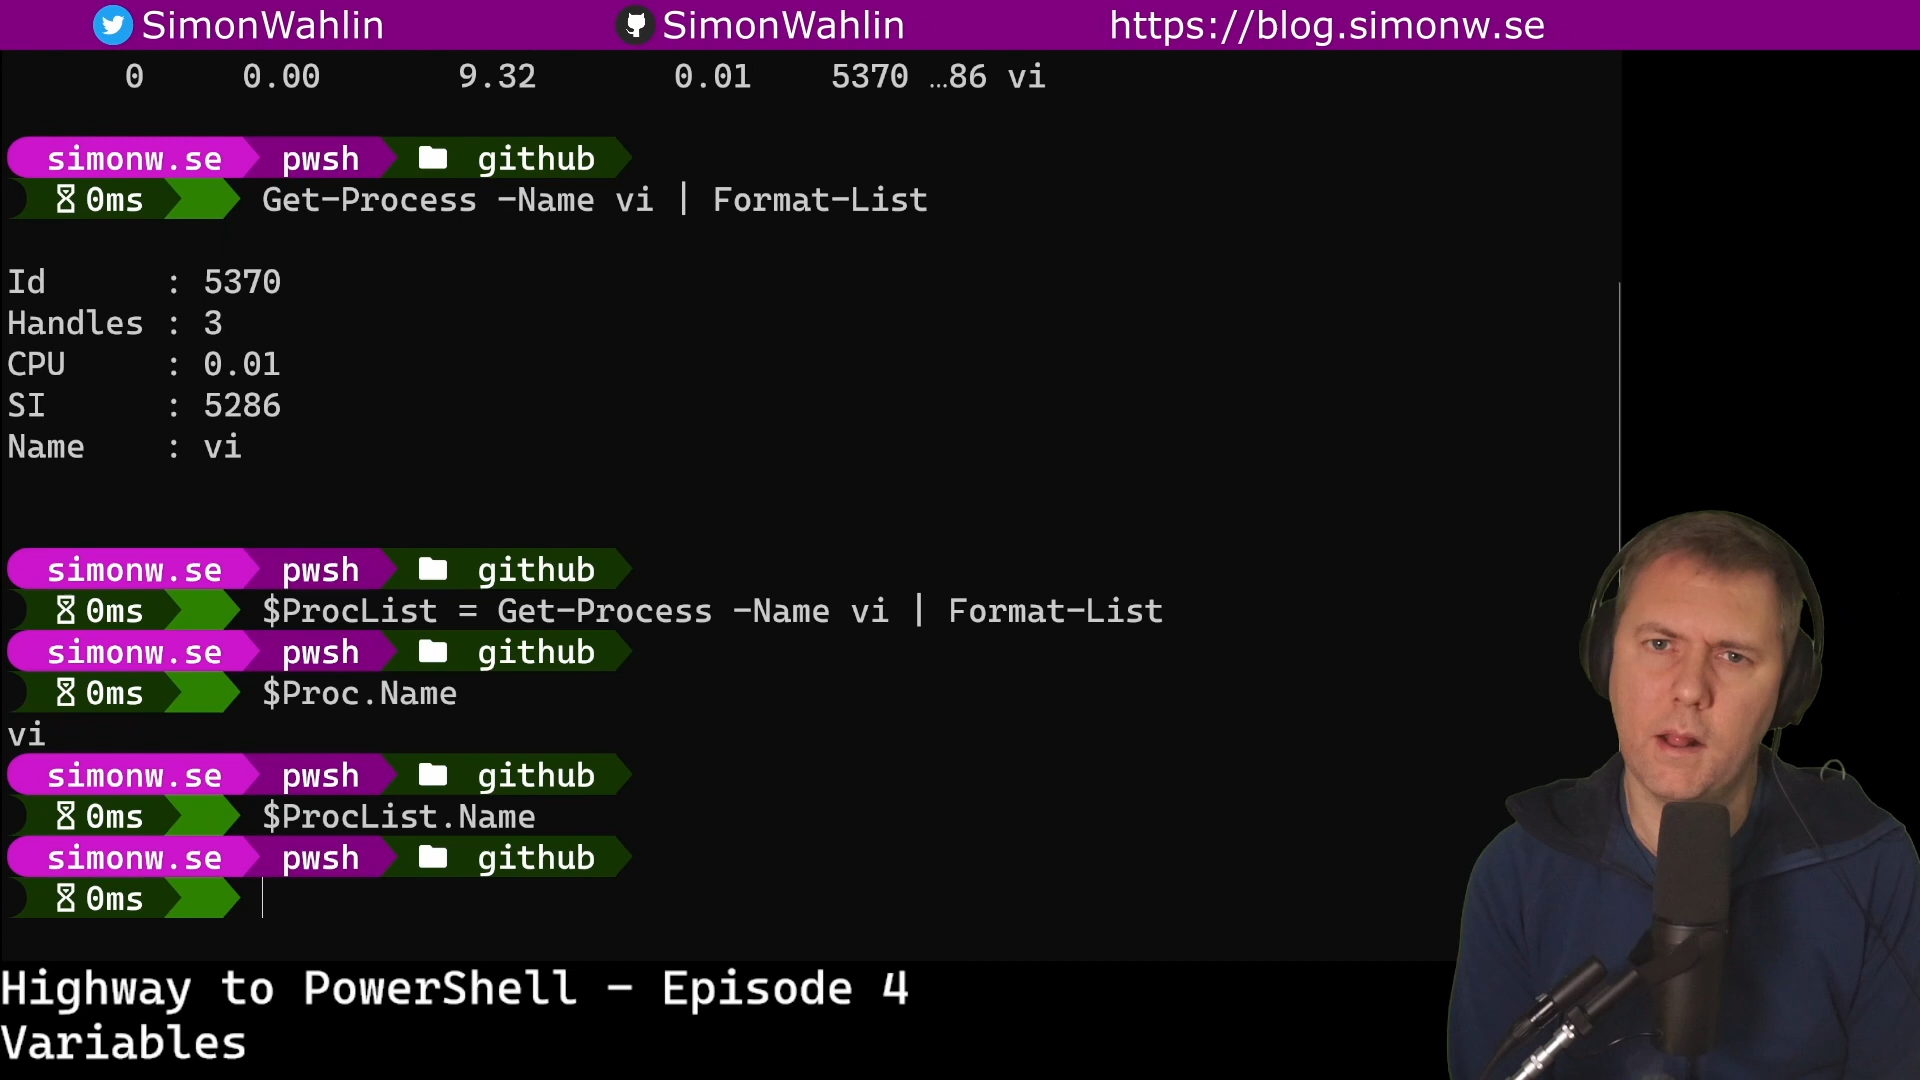 SimonWahlin SimonWahlin https://blog.simonw.se
0 0.00 9.32 0.01 5370 …86 vi
simonw.se pwsh github
0ms Get-Process -Name vi | Format-List
Id : 5370
Handles : 3
CPU : 0.01
SI : 5286
Name : vi
simonw.se pwsh github
0ms $ProcList = Get-Process -Name vi | Format-List
simonw.se pwsh github
0ms $Proc.Name
vi
simonw.se pwsh github
0ms $ProcList.Name
simonw.se pwsh github
0ms
Highway to PowerShell - Episode 4
Variables